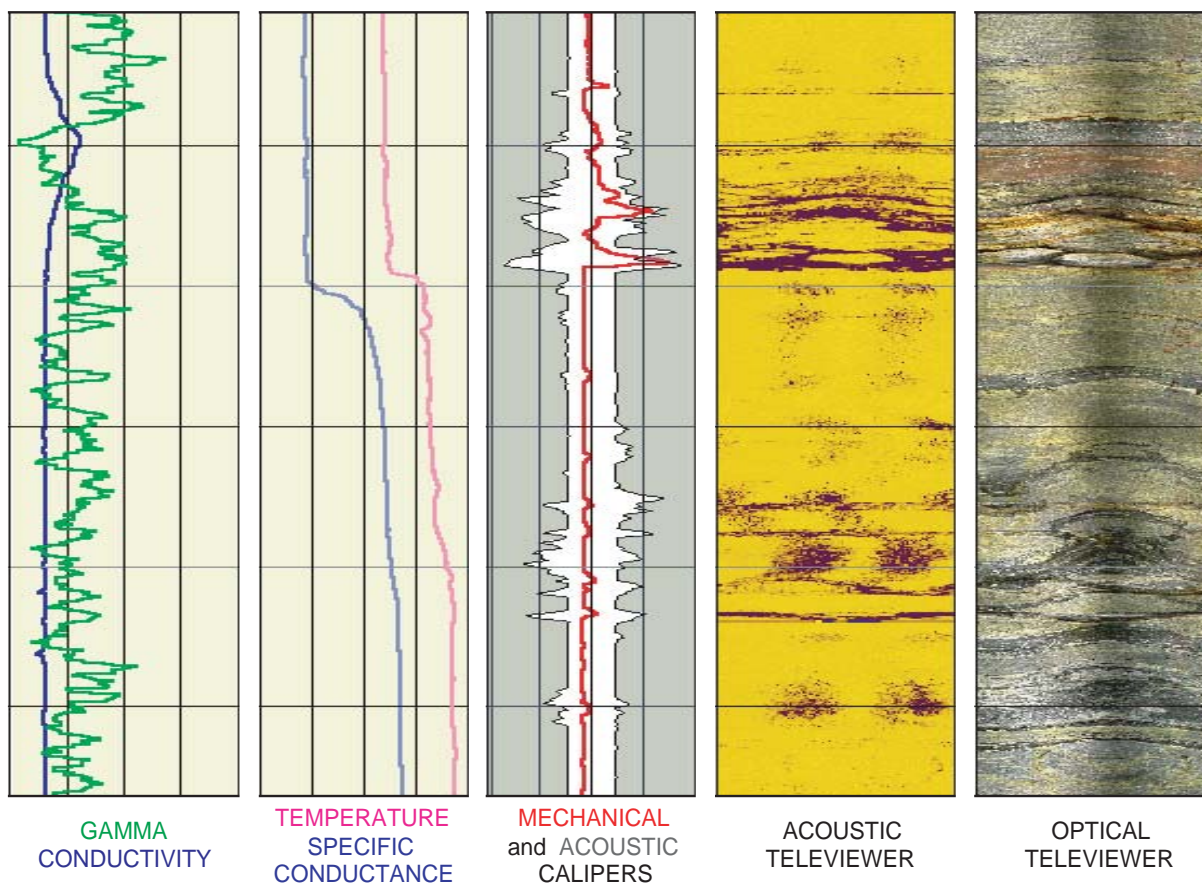 GAMMA
CONDUCTIVITY
TEMPERATURE
SPECIFIC
CONDUCTANCE
MECHANICAL
and ACOUSTIC
CALIPERS
ACOUSTIC
TELEVIEWER
OPTICAL
TELEVIEWER